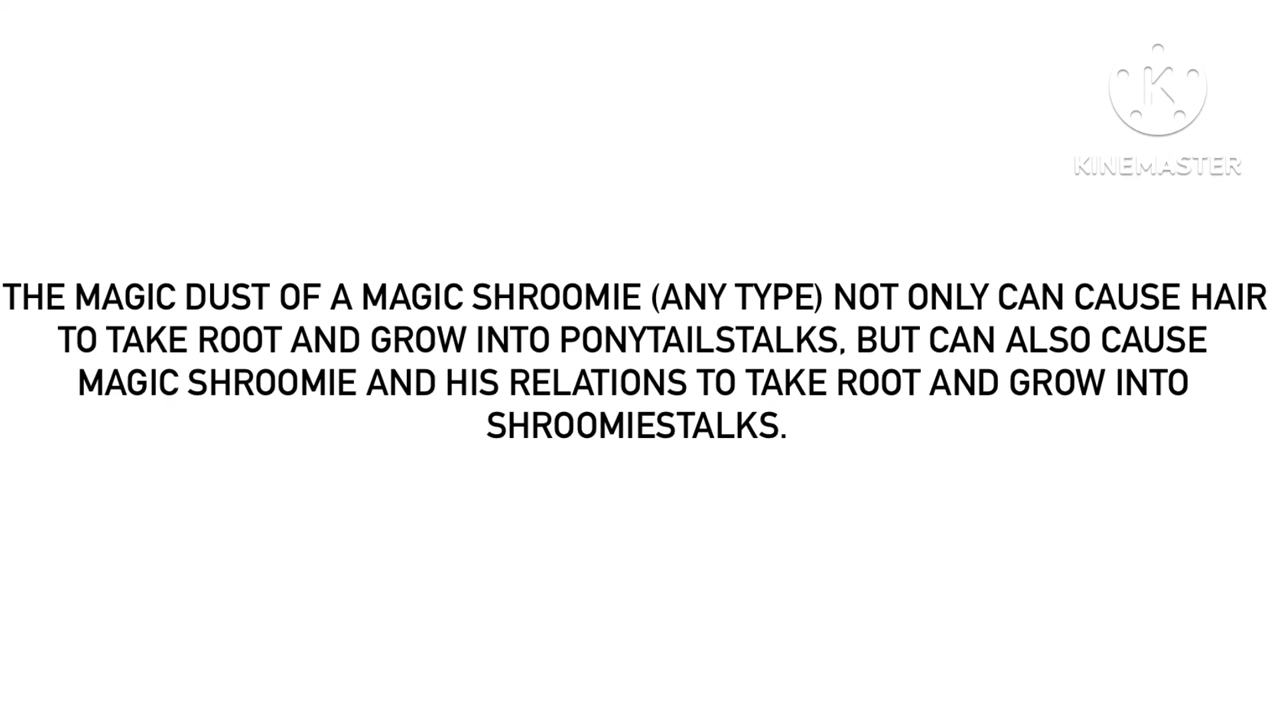 KINEMASTER
THE MAGIC DUST OF A MAGIC SHROOMIE (ANY TYPE) NOT ONLY CAN CAUSE HAIR
TO TAKE ROOT AND GROW INTO PONYTAILSTALKS, BUT CAN ALSO CAUSE
MAGIC SHROOMIE AND HIS RELATIONS TO TAKE ROOT AND GROW INTO
SHROOMIESTALKS.